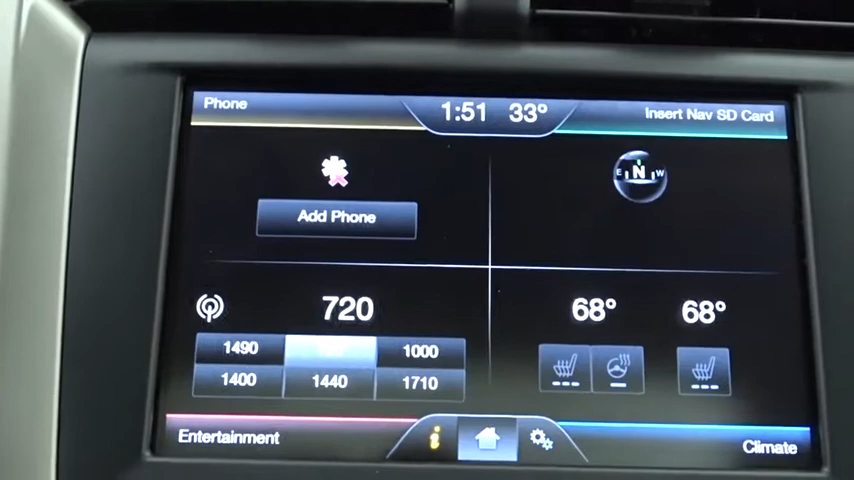 Phone
1:51 33°
Insert Nav SD Card
Add Phone
E N W
720
68° 68°
1490 1000
1400 1440 1710
Entertainment
i
Climate